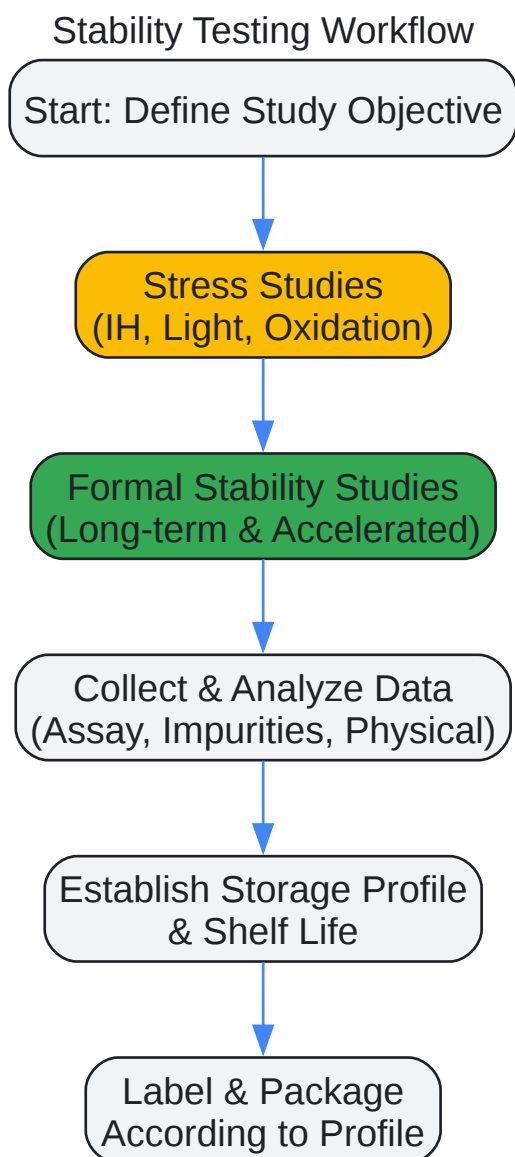 Stability Testing Workflow
Start: Define Study Objective
Stress Studies
(IH, Light, Oxidation)
Formal Stability Studies
(Long-term & Accelerated)
Collect & Analyze Data
(Assay, Impurities, Physical)
Establish Storage Profile
& Shelf Life
Label & Package
According to Profile